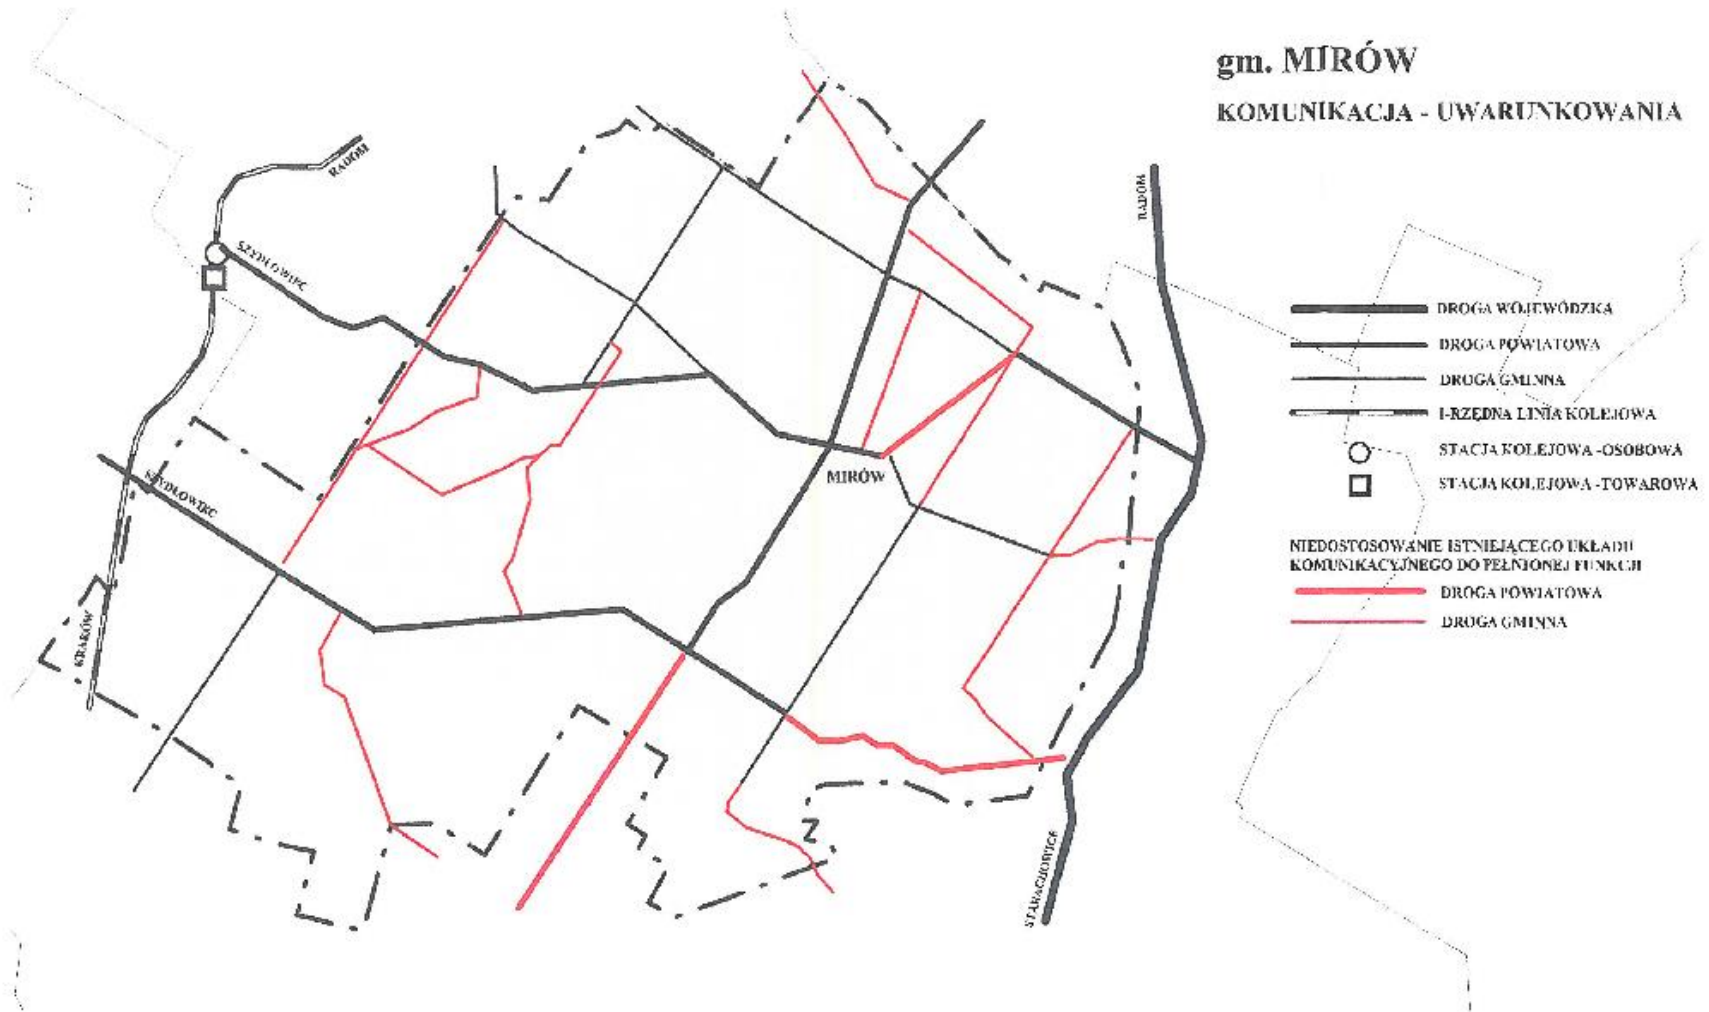 gm. MIRÓW
KOMUNIKACJA - UWARUNKOWANIA
RADOM
SZYDŁOWIEC
RADOM
DROGA WOJEWÓDZKA
DROGA POWIATOWA
DROGA GMINNA
I-RZĘDNA LINIA KOLEJOWA
STACJA KOLEJOWA -OSOBOWA
STACJA KOLEJOWA -TOWAROWA
MIRÓW
SZYDŁOWIEC
NIEDOSTOSOWANIE ISTNIEJĄCEGO UKŁADU
KOMUNIKACYJNEGO DO PEŁNIONEJ FUNKCJI
DROGA POWIATOWA
DROGA GMINNA
KRAKÓW
STARACHOWICE